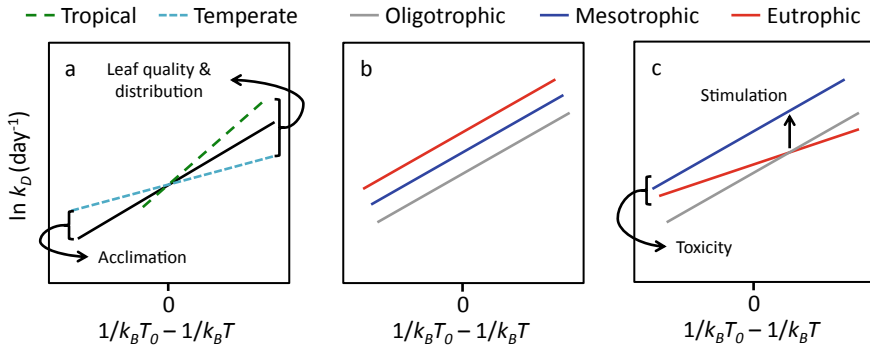 Tropical Temperate Oligotrophic Mesotrophic Eutrophic
ln k_D (day⁻¹)
a
Leaf quality &
distribution
Acclimation
0
1/k_BT_0 – 1/k_BT
b
0
1/k_BT_0 – 1/k_BT
c
Stimulation
Toxicity
0
1/k_BT_0 – 1/k_BT